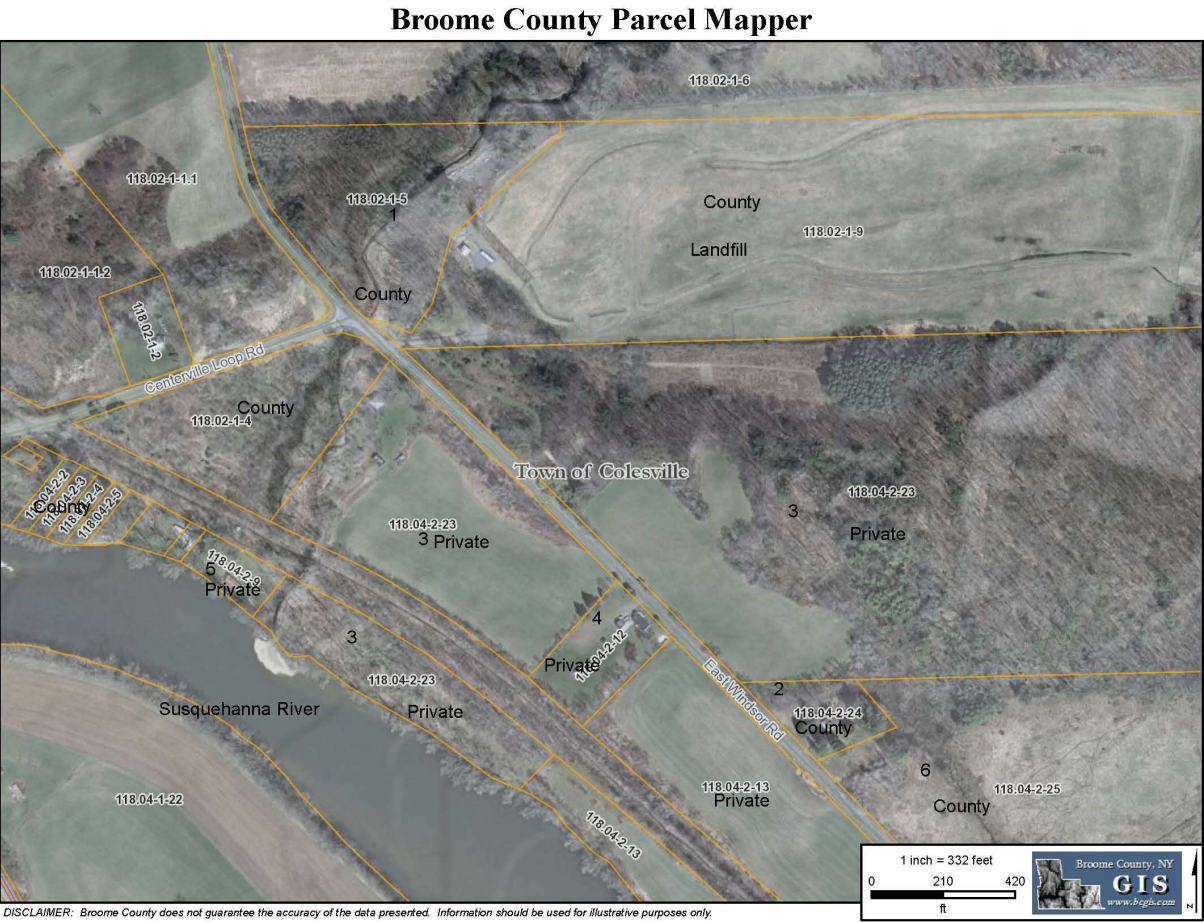 Broome County Parcel Mapper
118.02-1-6
118.02-1-1.1
118.02-1-5
1
County
118.02-1-9
Landfill
118.02-1-1.2
County
118.02-1-2
Centerville Loop Rd
County
118.02-1-4
Town of Colesville
118.04-2-2
118.04-2-3
118.04-2-4
118.04-2-5
County
118.04-2-23
3 Private
3
118.04-2-23
Private
118.04-2-9
5
Private
4
118.04-2-12
Private
3
118.04-2-23
Private
East Windsor Rd
2
118.04-2-24
County
Susquehanna River
6
118.04-2-25
County
118.04-2-13
Private
118.04-1-22
118.04-2-13
1 inch = 332 feet
0 210 420
ft
Broome County, NY
GIS
www.bcgis.com
N
DISCLAIMER: Broome County does not guarantee the accuracy of the data presented. Information should be used for illustrative purposes only.